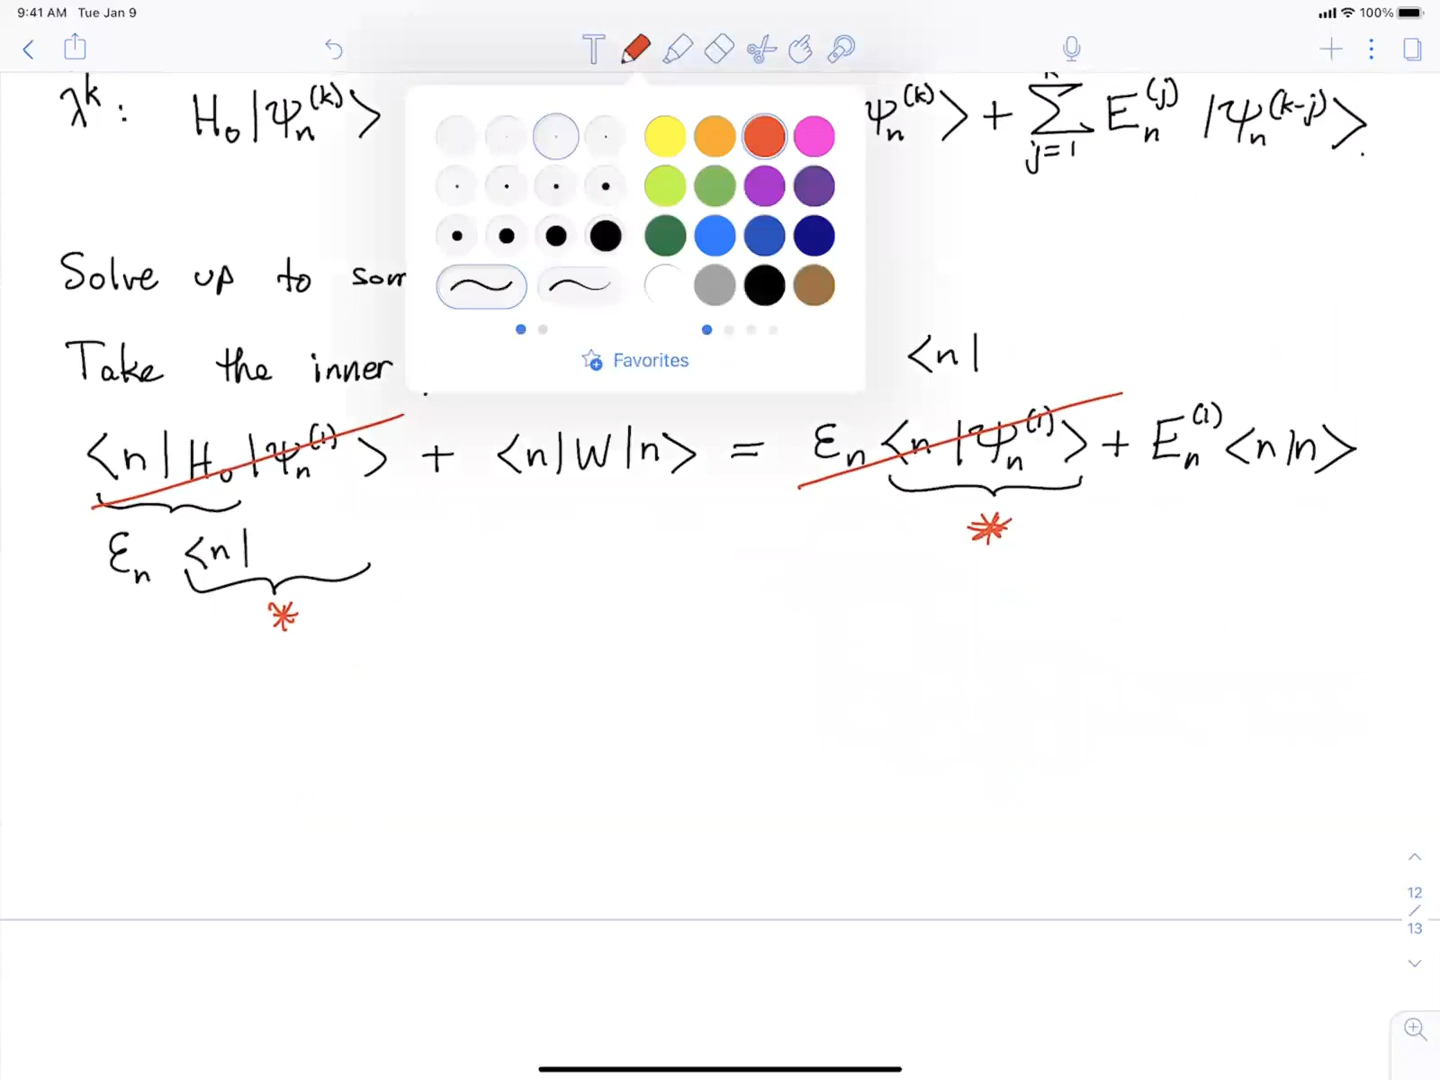 9:41 AM Tue Jan 9 100%
λ^k : H₀|ψₙ^(k)⟩ ψₙ^(k)⟩ + Σ_{j=1} Eₙ^(j) |ψₙ^(k-j)⟩.
Solve up to
Take the inner ⟨n|
Favorites
⟨n|H₀|ψₙ^(1)⟩ + ⟨n|W|n⟩ = εₙ⟨n|ψₙ^(1)⟩ + Eₙ^(1)⟨n|n⟩
*
εₙ ⟨n|
*
12
/
13